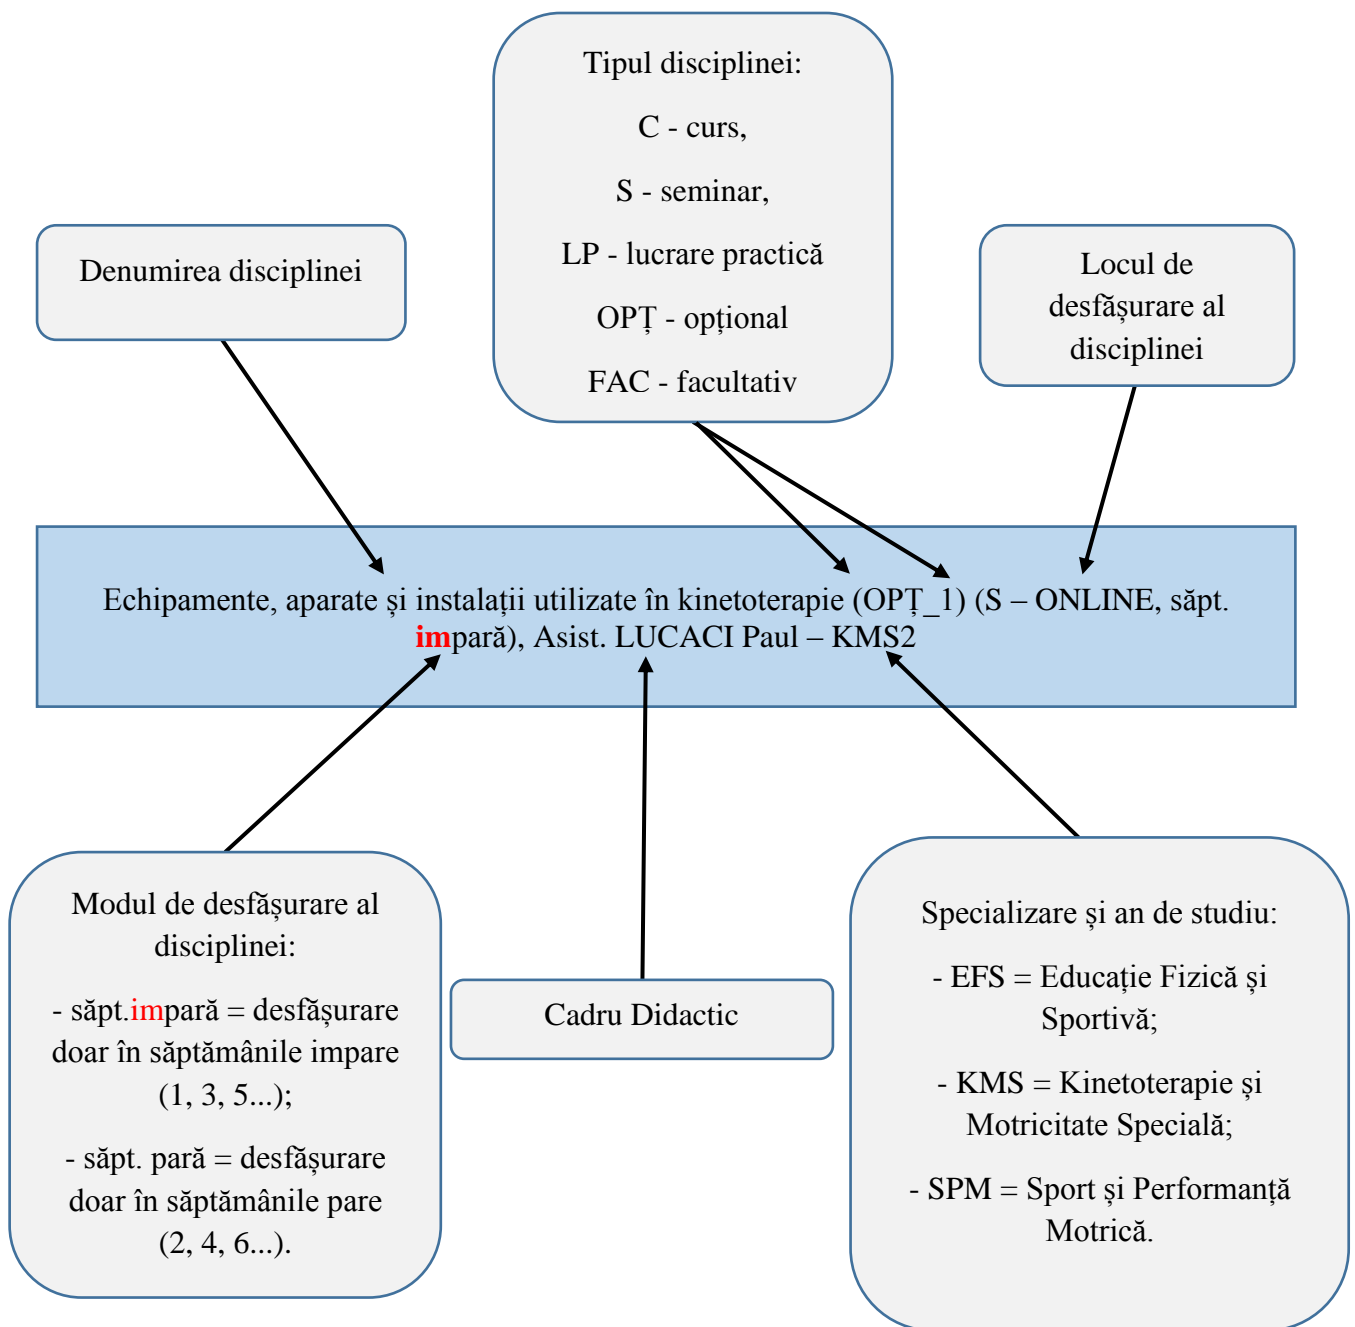 Tipul disciplinei:
C - curs,
S - seminar,
LP - lucrare practică
OPȚ - opțional
FAC - facultativ
Denumirea disciplinei
Locul de
desfășurare al
disciplinei
Echipamente, aparate și instalații utilizate în kinetoterapie (OPȚ_1) (S – ONLINE, săpt.
impară), Asist. LUCACI Paul – KMS2
Modul de desfășurare al
disciplinei:
- săpt.impară = desfășurare
doar în săptămânile impare
(1, 3, 5...);
- săpt. pară = desfășurare
doar în săptămânile pare
(2, 4, 6...).
Cadru Didactic
Specializare și an de studiu:
- EFS = Educație Fizică și
Sportivă;
- KMS = Kinetoterapie și
Motricitate Specială;
- SPM = Sport și Performanță
Motrică.